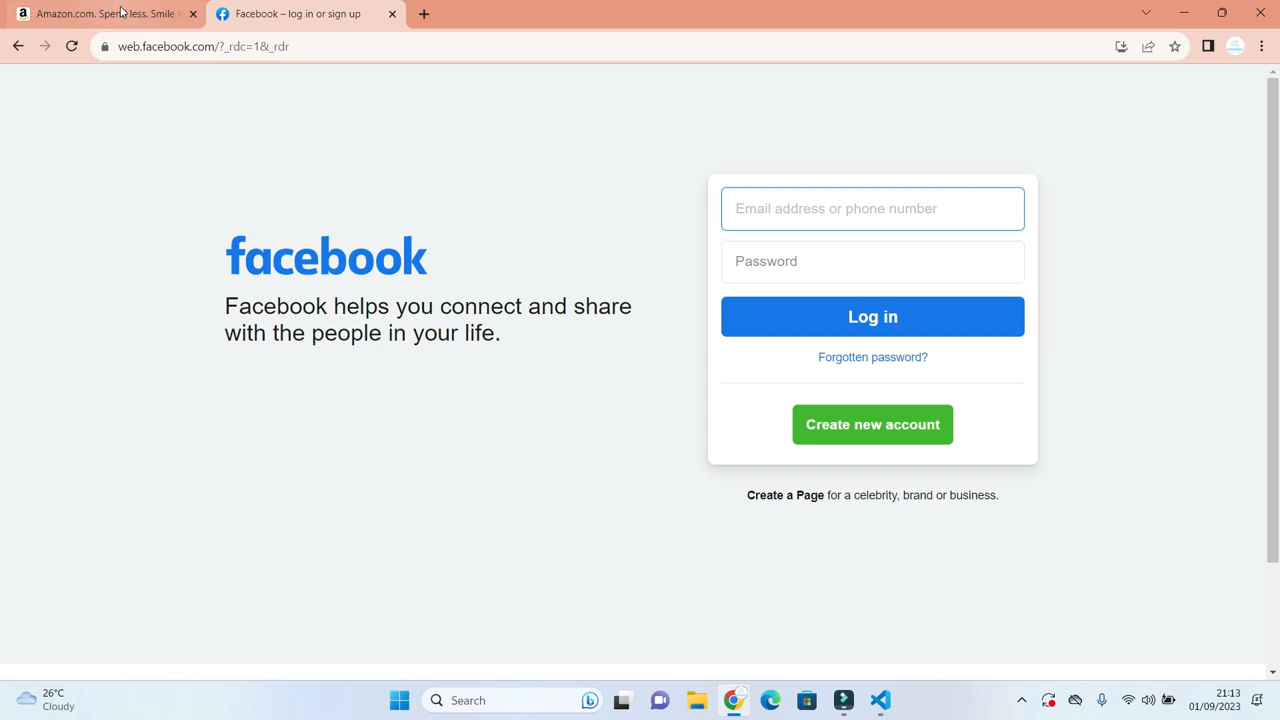 Amazon.com. Spend less. Smile
Facebook – log in or sign up
web.facebook.com/?_rdc=1&_rdr
Email address or phone number
facebook
Password
Facebook helps you connect and share
with the people in your life.
Log in
Forgotten password?
Create new account
Create a Page for a celebrity, brand or business.
26°C
Cloudy
Search
21:13
01/09/2023